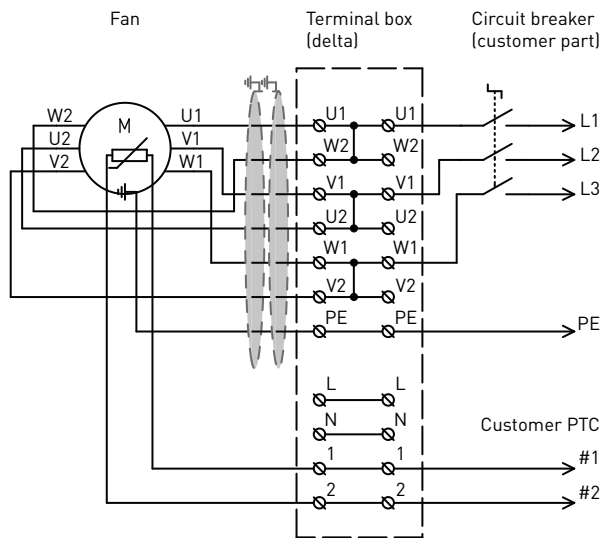 Fan
Terminal box
(delta)
Circuit breaker
(customer part)
W2
U2
V2
M
U1
V1
W1
U1 U1
W2 W2
V1 V1
U2 U2
W1 W1
V2 V2
PE PE
L L
N N
1 1
2 2
L1
L2
L3
PE
Customer PTC
#1
#2